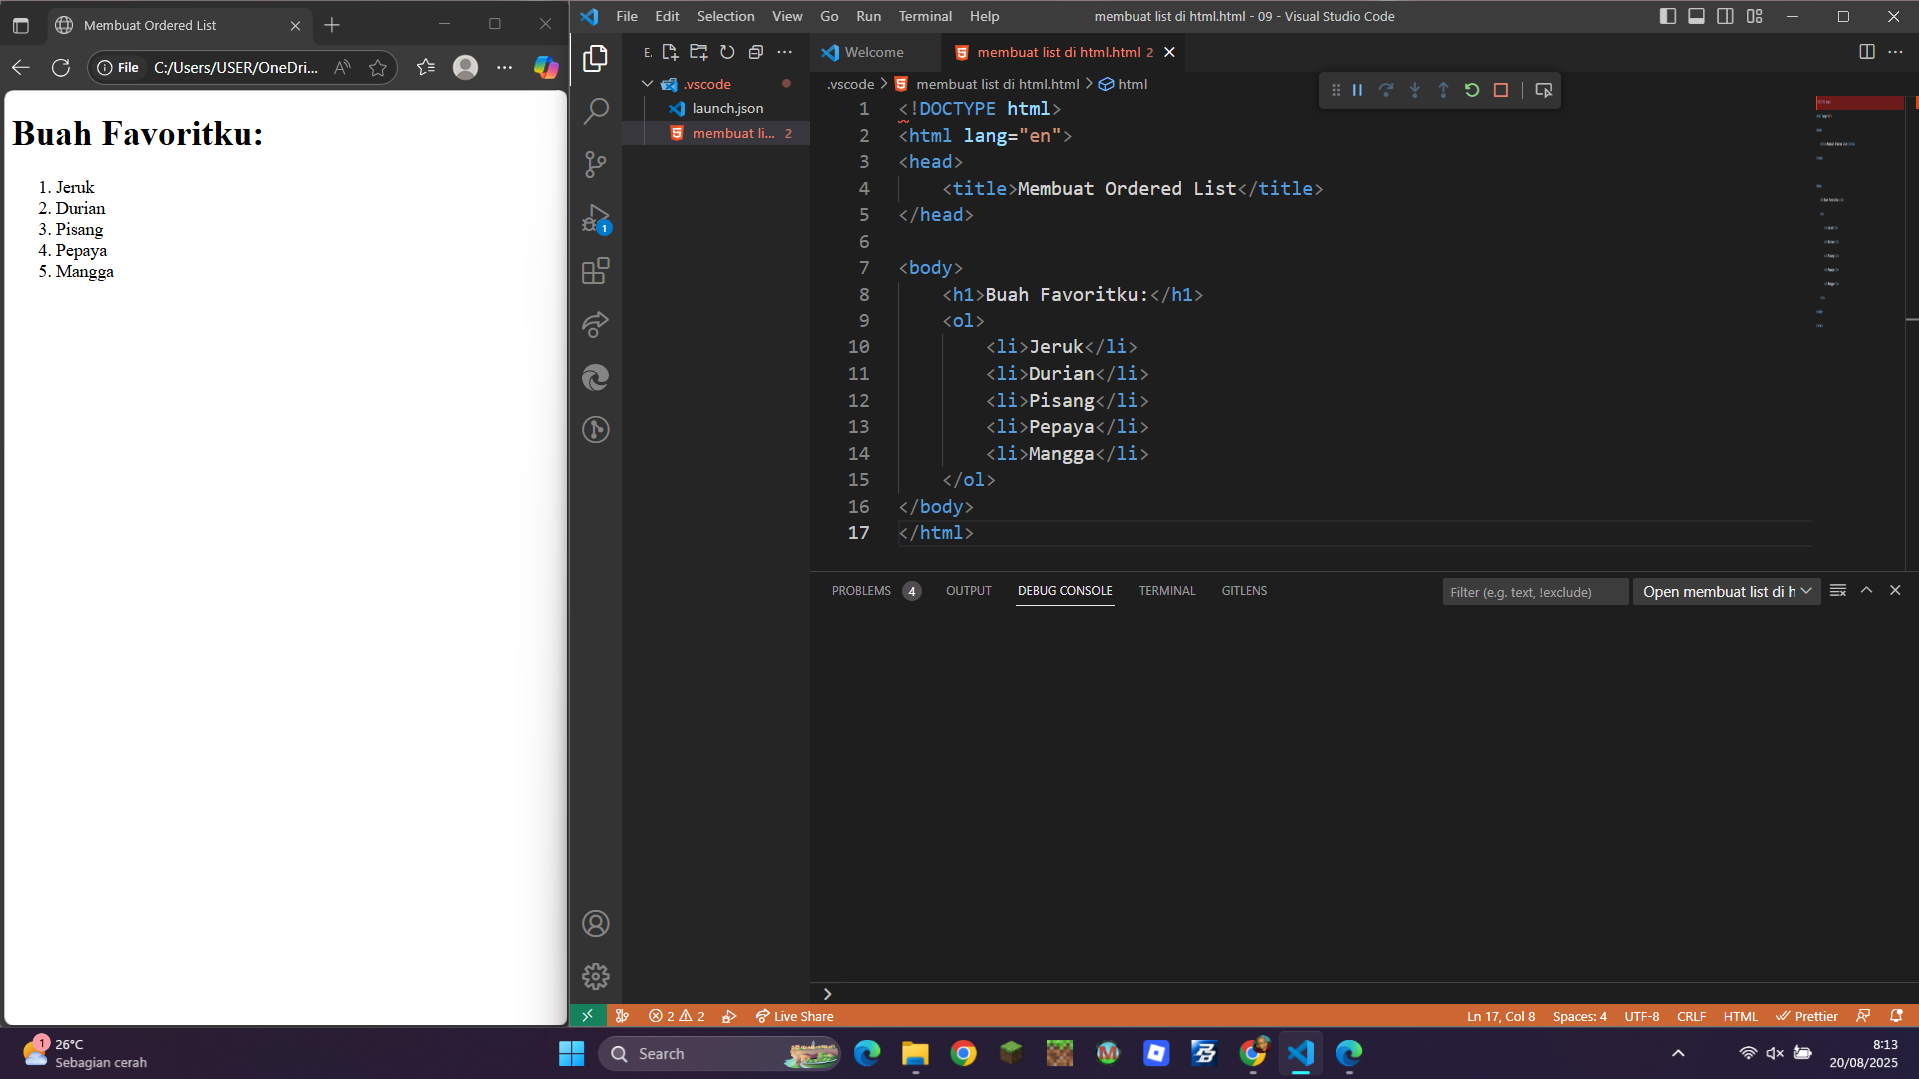 Membuat Ordered List
File
C:/Users/USER/OneDri...
Buah Favoritku:
1. Jeruk
2. Durian
3. Pisang
4. Pepaya
5. Mangga
File Edit Selection View Go Run Terminal Help
membuat list di html.html - 09 - Visual Studio Code
E.
.vscode
launch.json
membuat li... 2
1
Welcome
membuat list di html.html 2
.vscode > membuat list di html.html > html
1 <!DOCTYPE html>
2 <html lang="en">
3 <head>
4     <title>Membuat Ordered List</title>
5 </head>
6
7 <body>
8     <h1>Buah Favoritku:</h1>
9     <ol>
10         <li>Jeruk</li>
11         <li>Durian</li>
12         <li>Pisang</li>
13         <li>Pepaya</li>
14         <li>Mangga</li>
15     </ol>
16 </body>
17 </html>
PROBLEMS 4 OUTPUT DEBUG CONSOLE TERMINAL GITLENS
Filter (e.g. text, !exclude)
Open membuat list di h
2 2 Live Share
Ln 17, Col 8 Spaces: 4 UTF-8 CRLF HTML Prettier
1
26°C
Sebagian cerah
Search
8:13
20/08/2025